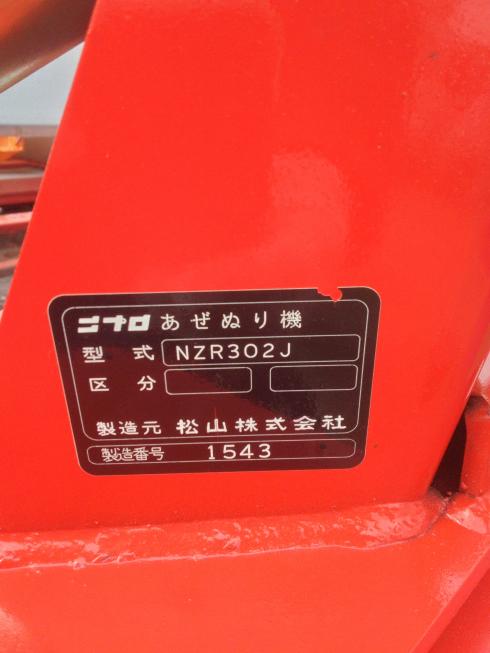 ニプロ あぜぬり機
型式 NZR302J
区分
製造元 松山株式会社
製造番号 1543